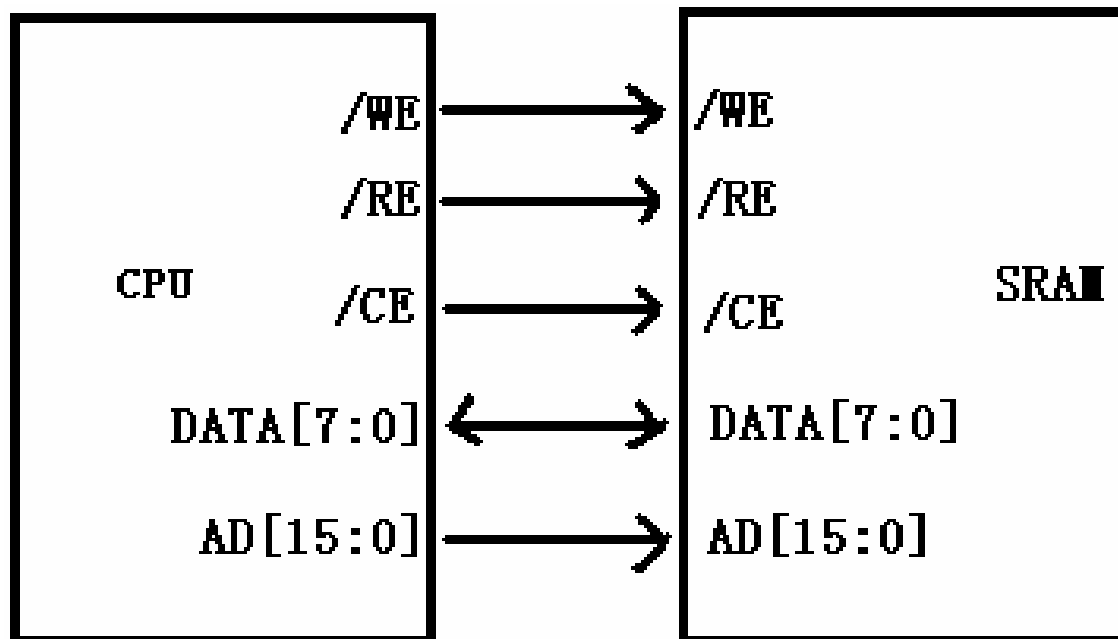 /WE /WE
/RE /RE
CPU /CE /CE SRAM
DATA[7:0] DATA[7:0]
AD[15:0] AD[15:0]